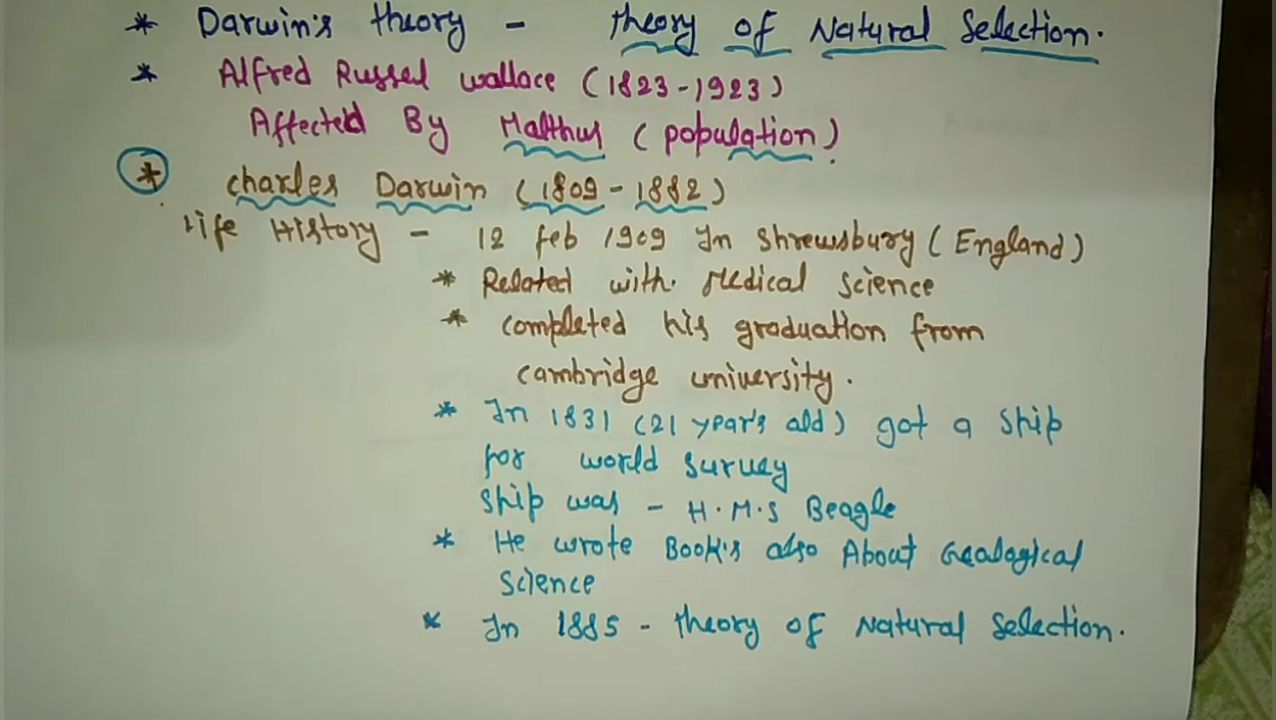 * Darwin's theory - theory of Natural Selection.
* Alfred Russel wallace (1823-1923)
Affected By Malthus (population)
* charles Darwin (1809-1882)
Life History - 12 feb 1909 In Shrewsbury (England)
* Related with. Medical Science
* completed his graduation from
cambridge university.
* In 1831 (21 year's old) got a ship
for world survey
Ship was - H.M.S Beagle
* He wrote Book's also About Gealogical
Science
* In 1885 - theory of Natural Selection.